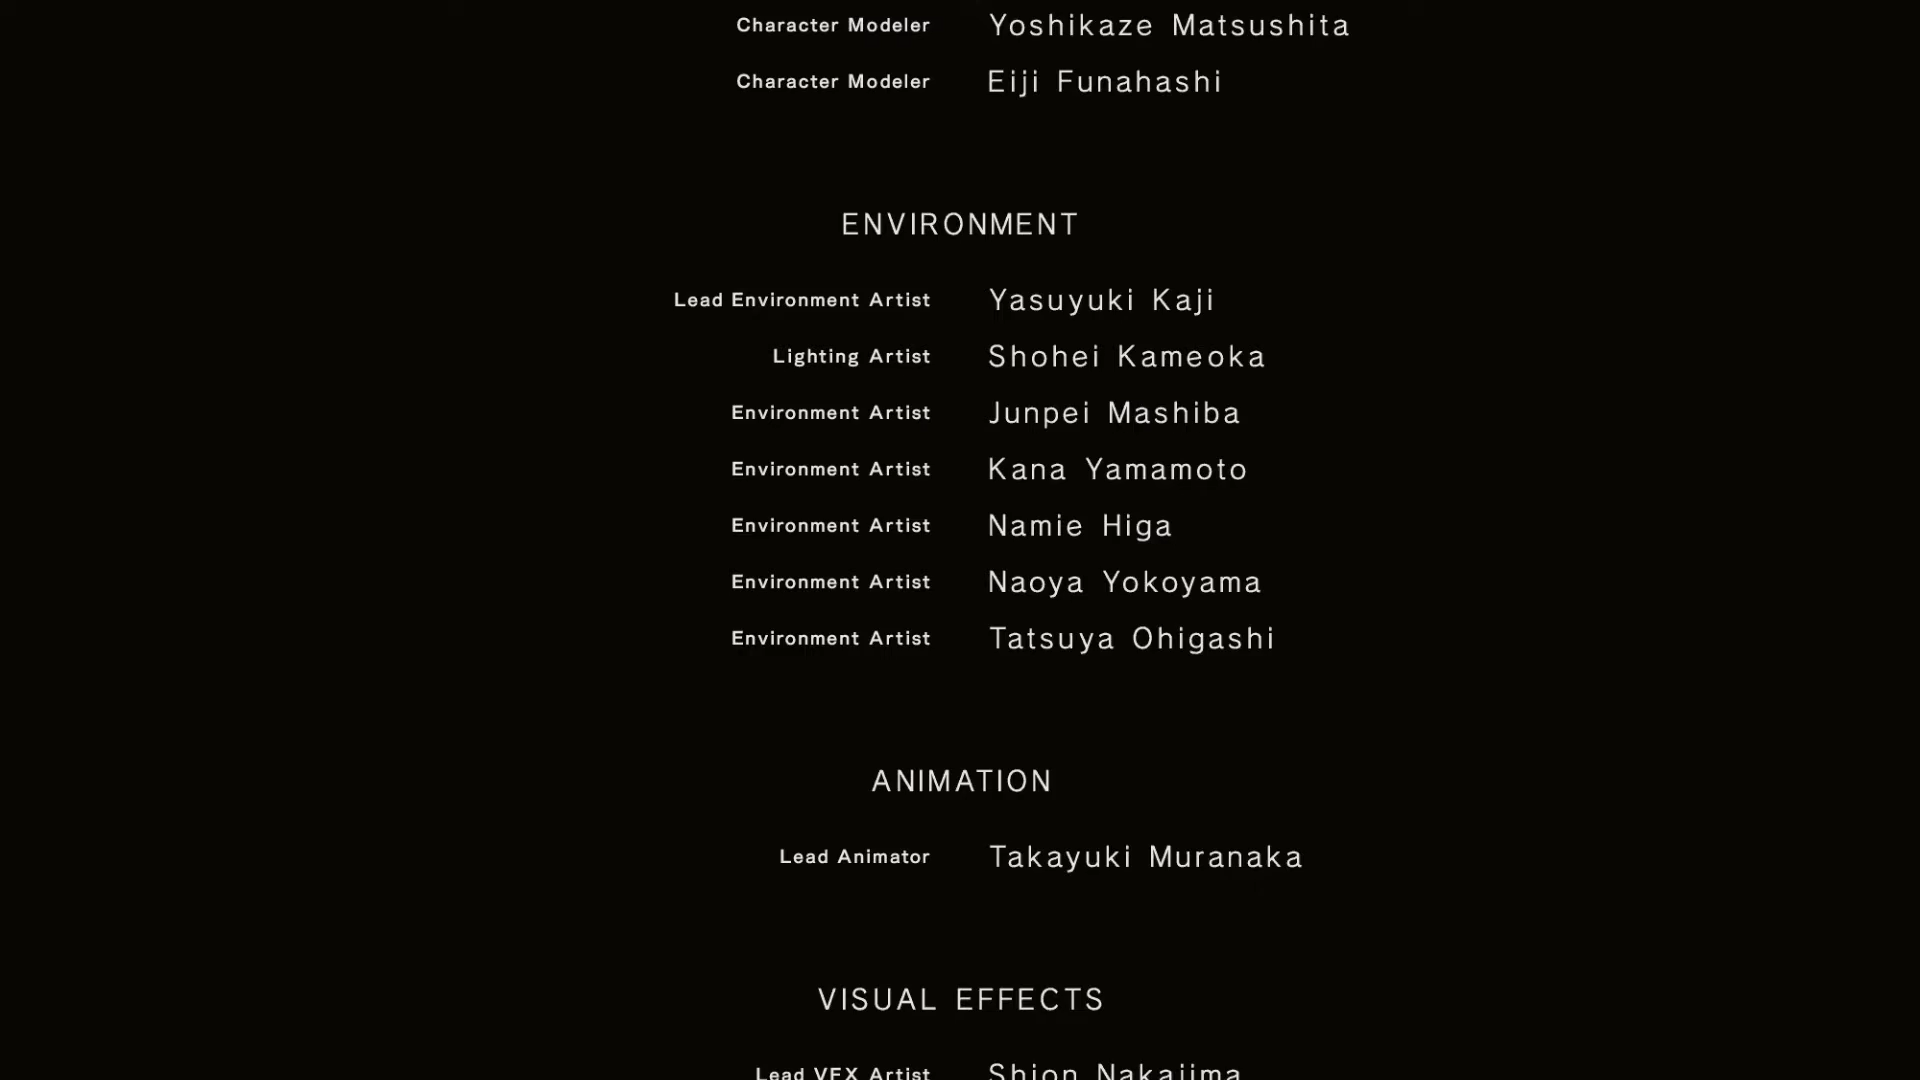 Character Modeler Yoshikaze Matsushita
Character Modeler Eiji Funahashi
ENVIRONMENT
Lead Environment Artist Yasuyuki Kaji
Lighting Artist Shohei Kameoka
Environment Artist Junpei Mashiba
Environment Artist Kana Yamamoto
Environment Artist Namie Higa
Environment Artist Naoya Yokoyama
Environment Artist Tatsuya Ohigashi
ANIMATION
Lead Animator Takayuki Muranaka
VISUAL EFFECTS
Lead VFX Artist Shion Nakajima